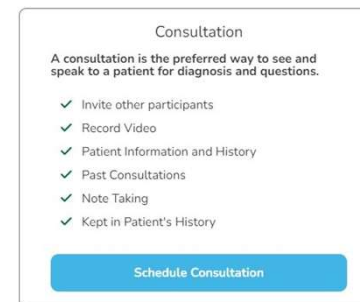 Consultation
A consultation is the preferred way to see and
speak to a patient for diagnosis and questions.
Invite other participants
Record Video
Patient Information and History
Past Consultations
Note Taking
Kept in Patient's History
Schedule Consultation